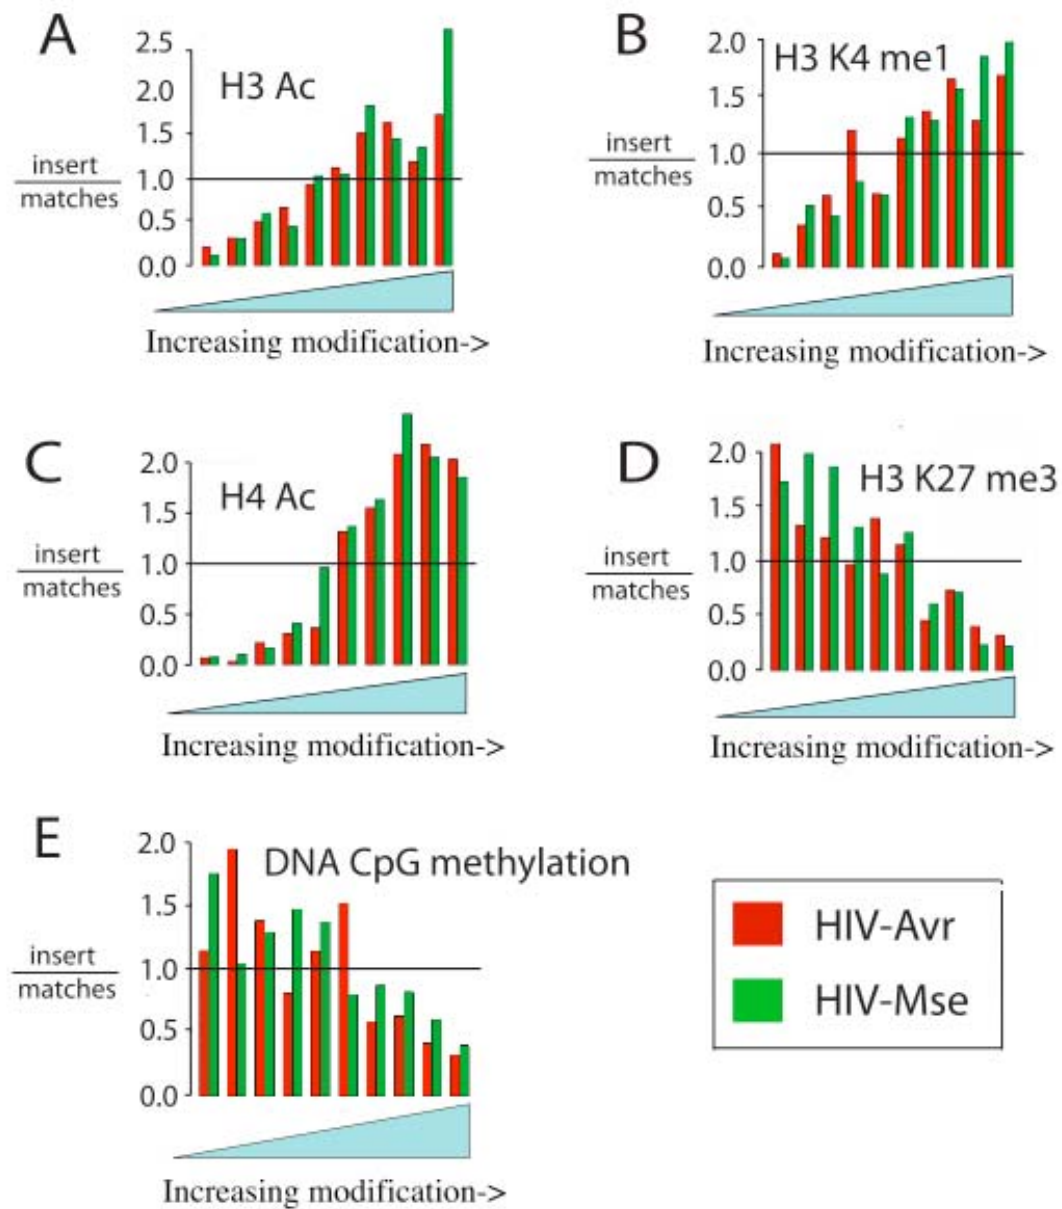 A
H3 Ac
insert
matches
2.5
2.0
1.5
1.0
0.5
0.0
Increasing modification->
B
H3 K4 me1
insert
matches
2.0
1.5
1.0
0.5
0.0
Increasing modification->
C
H4 Ac
insert
matches
2.0
1.5
1.0
0.5
0.0
Increasing modification->
D
H3 K27 me3
insert
matches
2.0
1.5
1.0
0.5
0.0
Increasing modification->
E
DNA CpG methylation
insert
matches
2.0
1.5
1.0
0.5
0.0
Increasing modification->
HIV-Avr
HIV-Mse